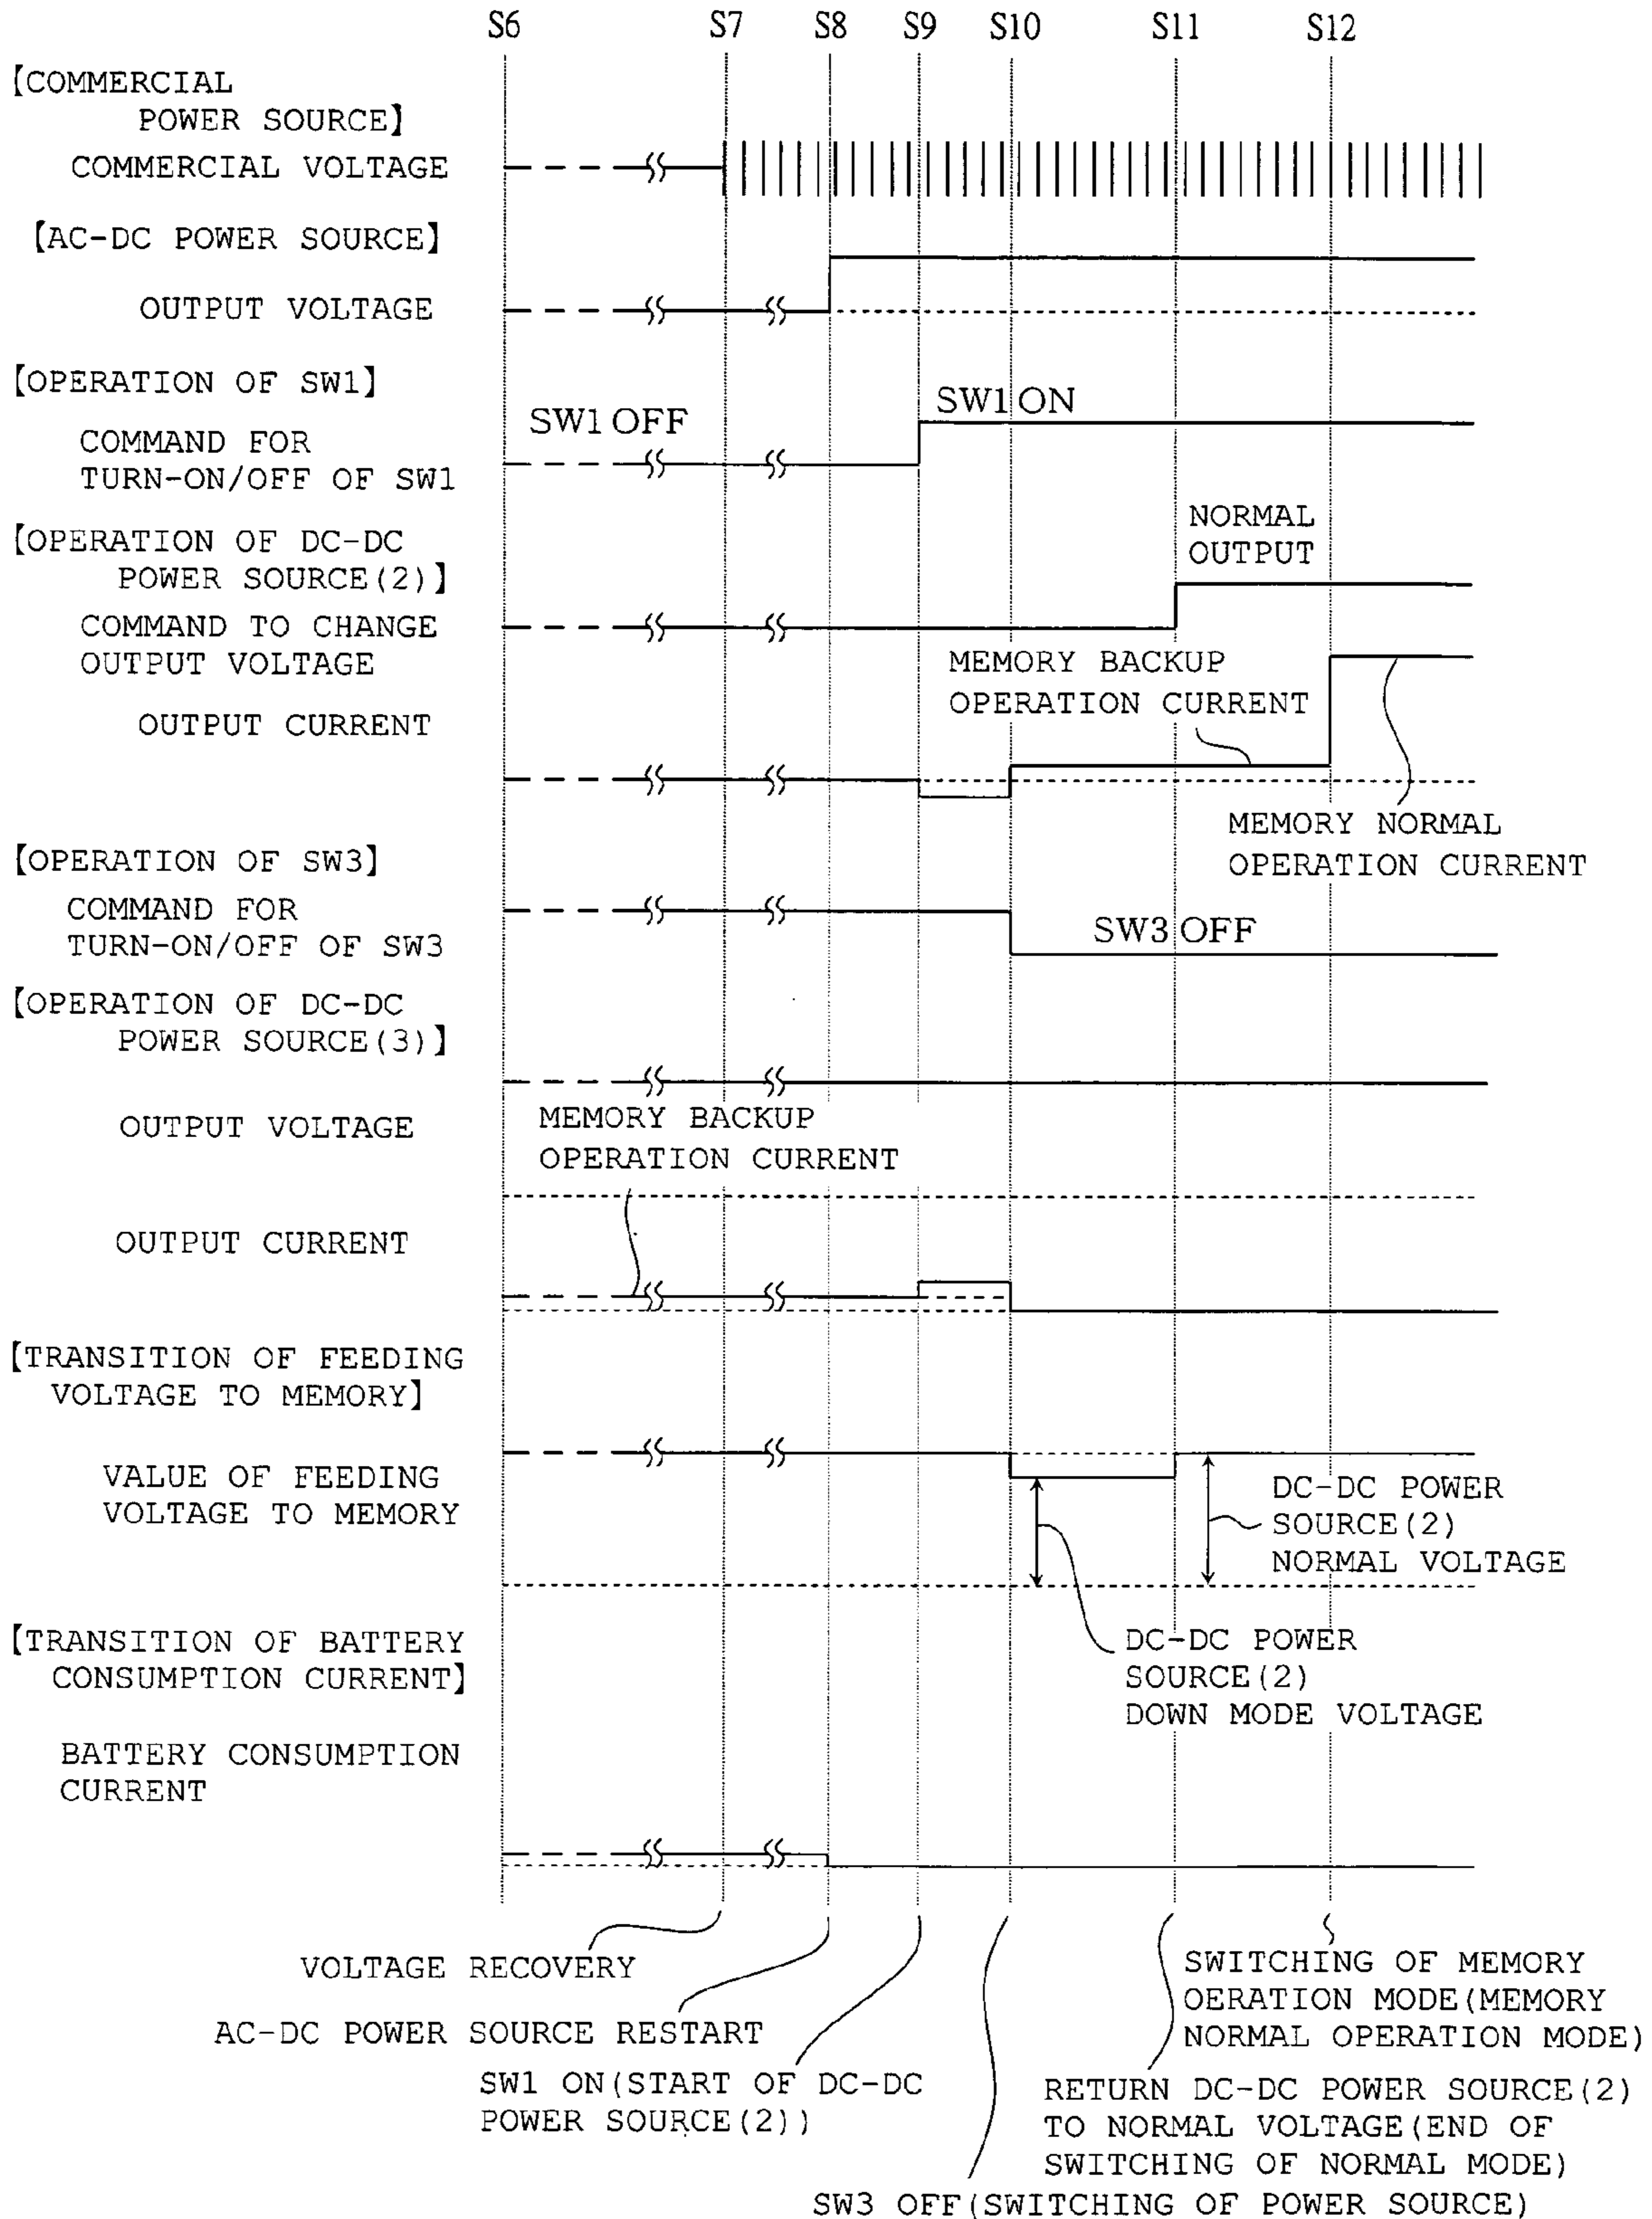 S6 S7 S8 S9 S10 S11 S12
【COMMERCIAL
POWER SOURCE】
COMMERCIAL VOLTAGE
【AC-DC POWER SOURCE】
OUTPUT VOLTAGE
【OPERATION OF SW1】
SW1 OFF
SW1 ON
COMMAND FOR
TURN-ON/OFF OF SW1
【OPERATION OF DC-DC
POWER SOURCE(2)】
NORMAL
OUTPUT
COMMAND TO CHANGE
OUTPUT VOLTAGE
MEMORY BACKUP
OPERATION CURRENT
OUTPUT CURRENT
MEMORY NORMAL
OPERATION CURRENT
【OPERATION OF SW3】
COMMAND FOR
TURN-ON/OFF OF SW3
SW3 OFF
【OPERATION OF DC-DC
POWER SOURCE(3)】
OUTPUT VOLTAGE
MEMORY BACKUP
OPERATION CURRENT
OUTPUT CURRENT
【TRANSITION OF FEEDING
VOLTAGE TO MEMORY】
VALUE OF FEEDING
VOLTAGE TO MEMORY
DC-DC POWER
SOURCE(2)
NORMAL VOLTAGE
DC-DC POWER
SOURCE(2)
DOWN MODE VOLTAGE
【TRANSITION OF BATTERY
CONSUMPTION CURRENT】
BATTERY CONSUMPTION
CURRENT
VOLTAGE RECOVERY
AC-DC POWER SOURCE RESTART
SW1 ON(START OF DC-DC
POWER SOURCE(2))
SWITCHING OF MEMORY
OERATION MODE(MEMORY
NORMAL OPERATION MODE)
RETURN DC-DC POWER SOURCE(2)
TO NORMAL VOLTAGE(END OF
SWITCHING OF NORMAL MODE)
SW3 OFF(SWITCHING OF POWER SOURCE)